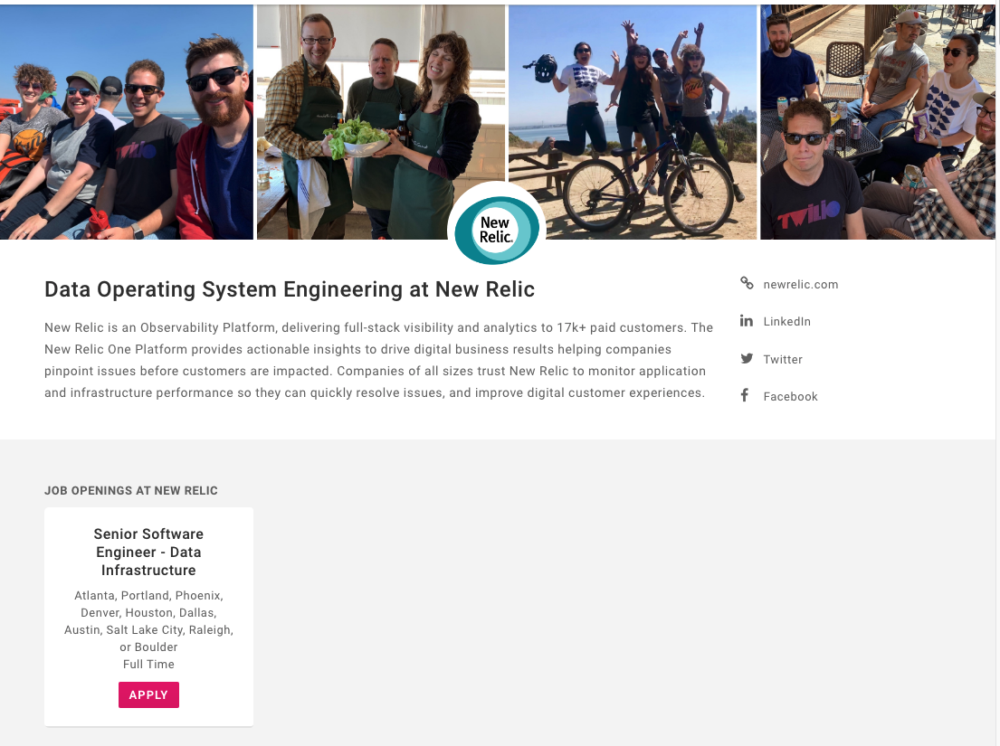 TWILIO
TWILIO
New
Relic.
Data Operating System Engineering at New Relic
New Relic is an Observability Platform, delivering full-stack visibility and analytics to 17k+ paid customers. The
New Relic One Platform provides actionable insights to drive digital business results helping companies
pinpoint issues before customers are impacted. Companies of all sizes trust New Relic to monitor application
and infrastructure performance so they can quickly resolve issues, and improve digital customer experiences.
newrelic.com
LinkedIn
Twitter
Facebook
JOB OPENINGS AT NEW RELIC
Senior Software
Engineer - Data
Infrastructure
Atlanta, Portland, Phoenix,
Denver, Houston, Dallas,
Austin, Salt Lake City, Raleigh,
or Boulder
Full Time
APPLY